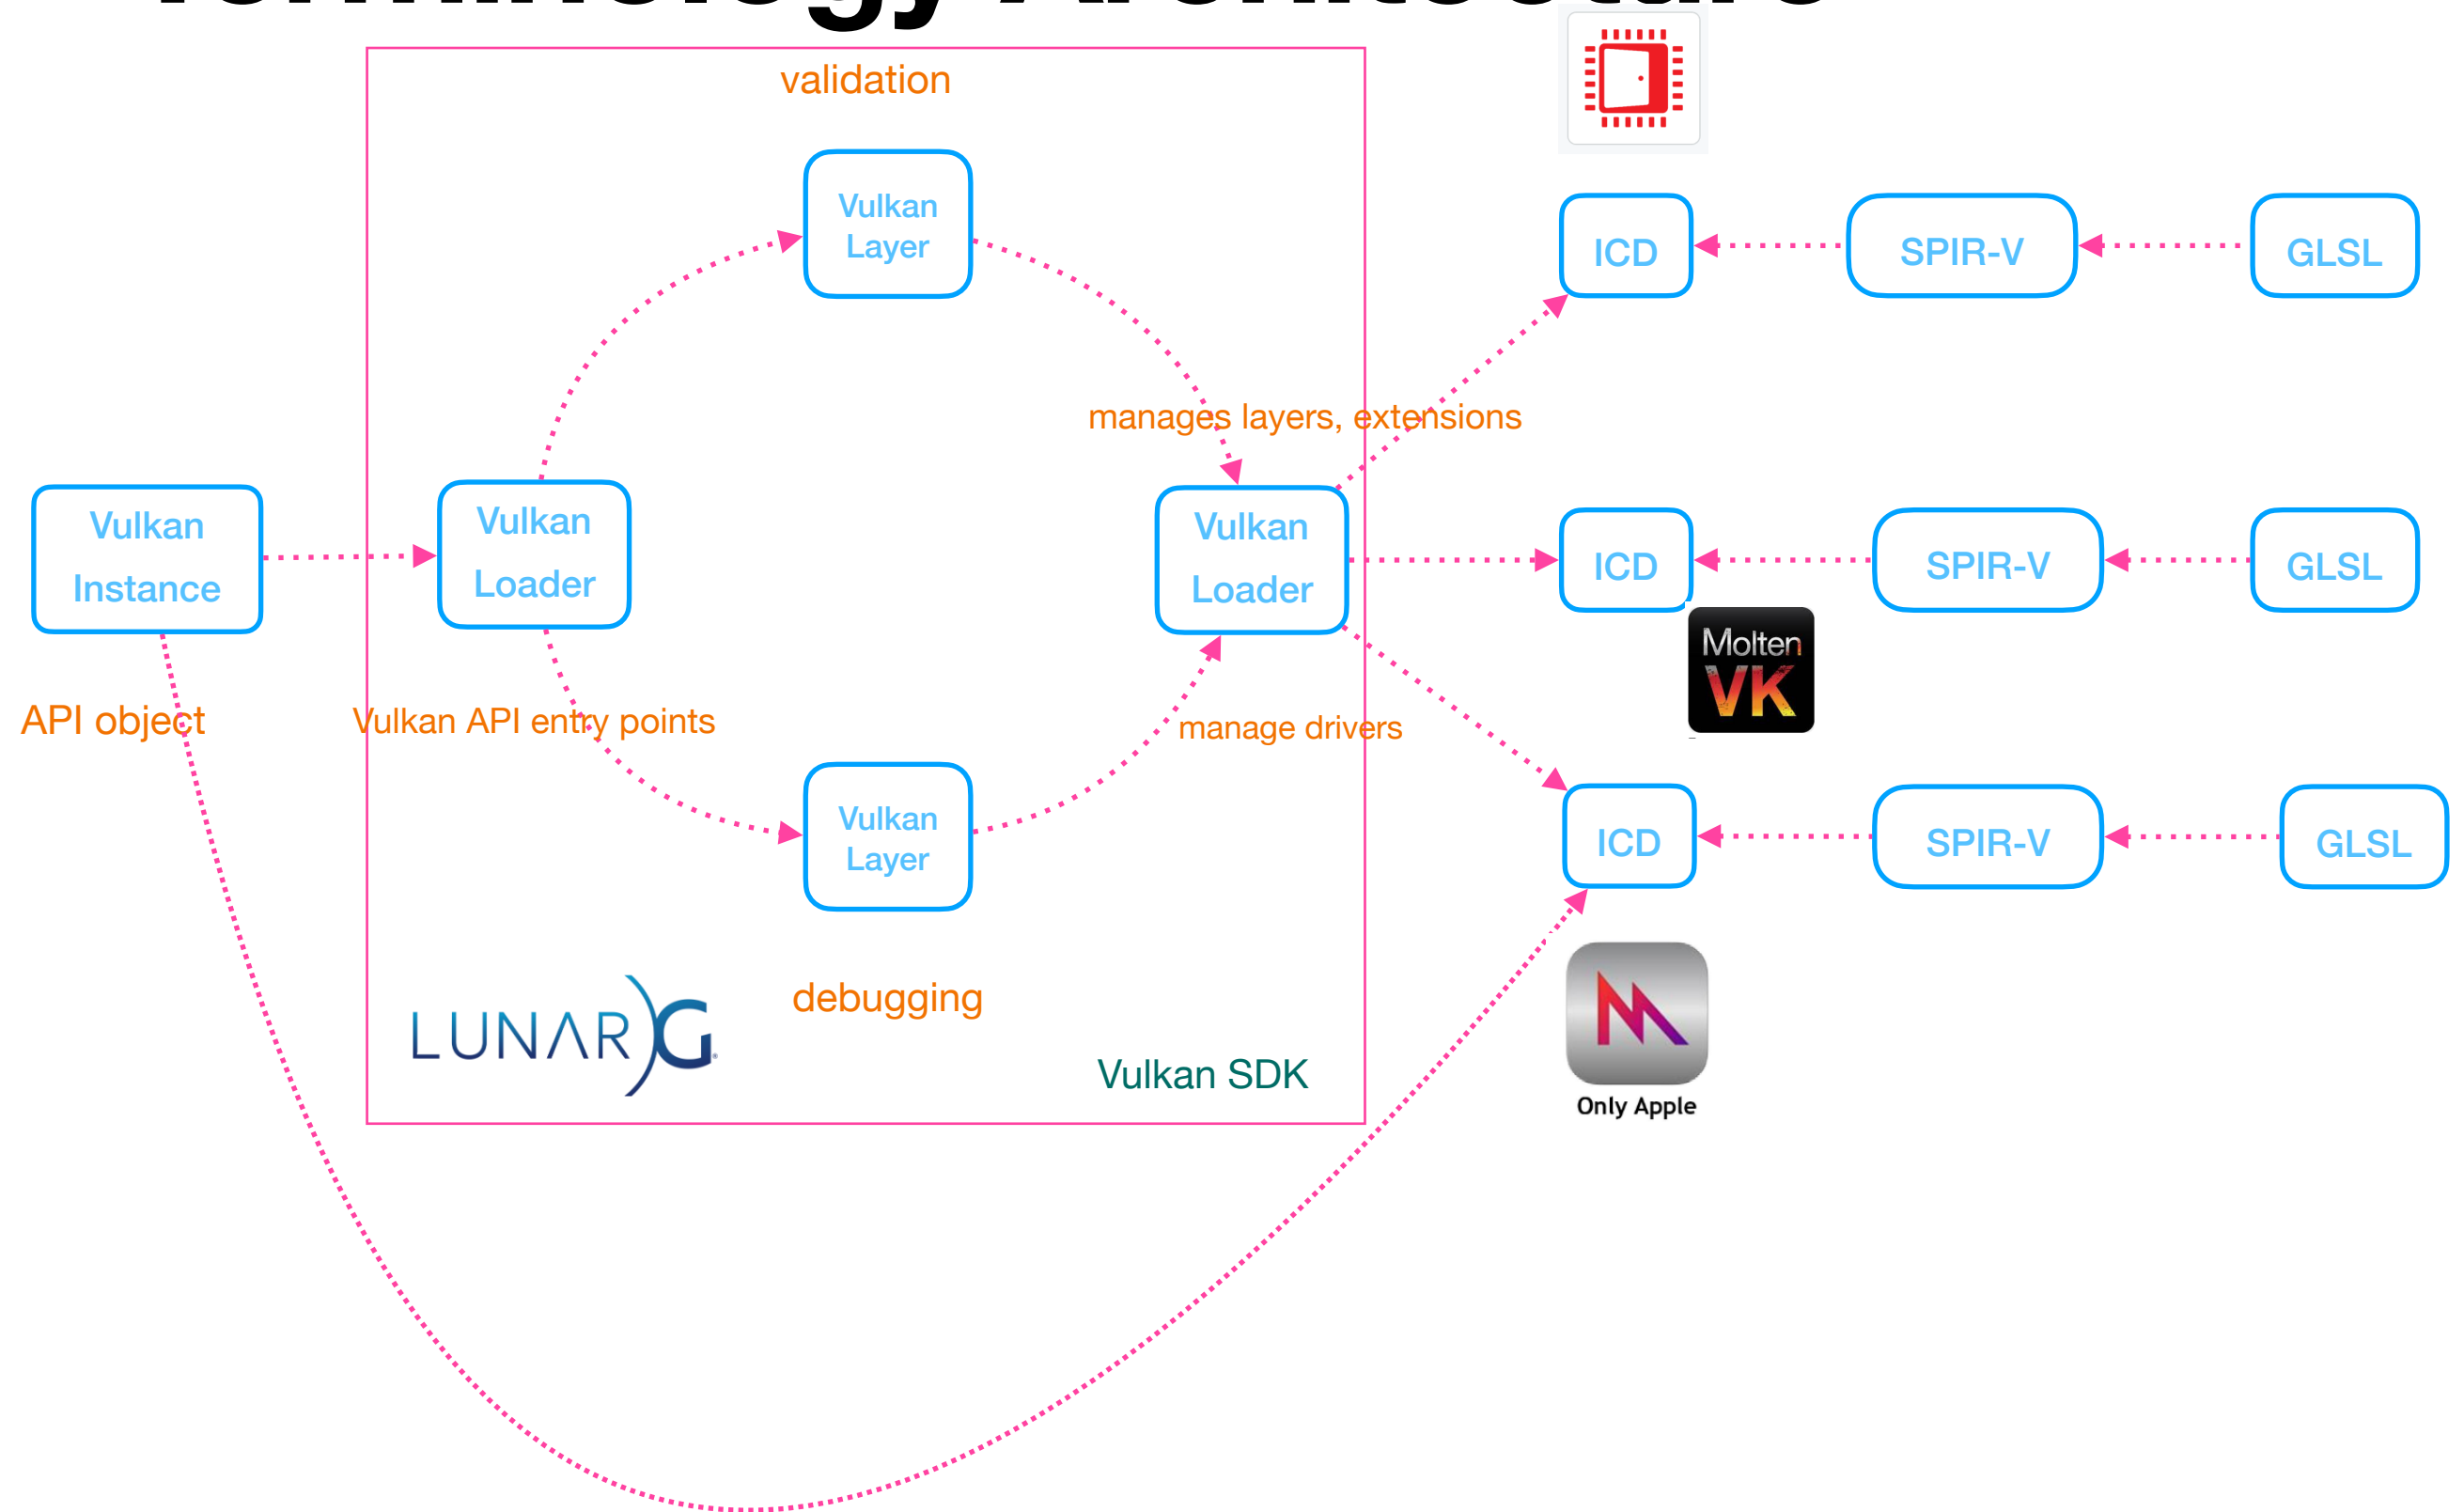 validation
Vulkan
Layer
ICD
SPIR-V
GLSL
manages layers, extensions
Vulkan
Instance
Vulkan
Loader
Vulkan
Loader
ICD
SPIR-V
GLSL
Molten
VK
API object
Vulkan API entry points
manage drivers
Vulkan
Layer
ICD
SPIR-V
GLSL
LUNAR)G
debugging
Vulkan SDK
Only Apple